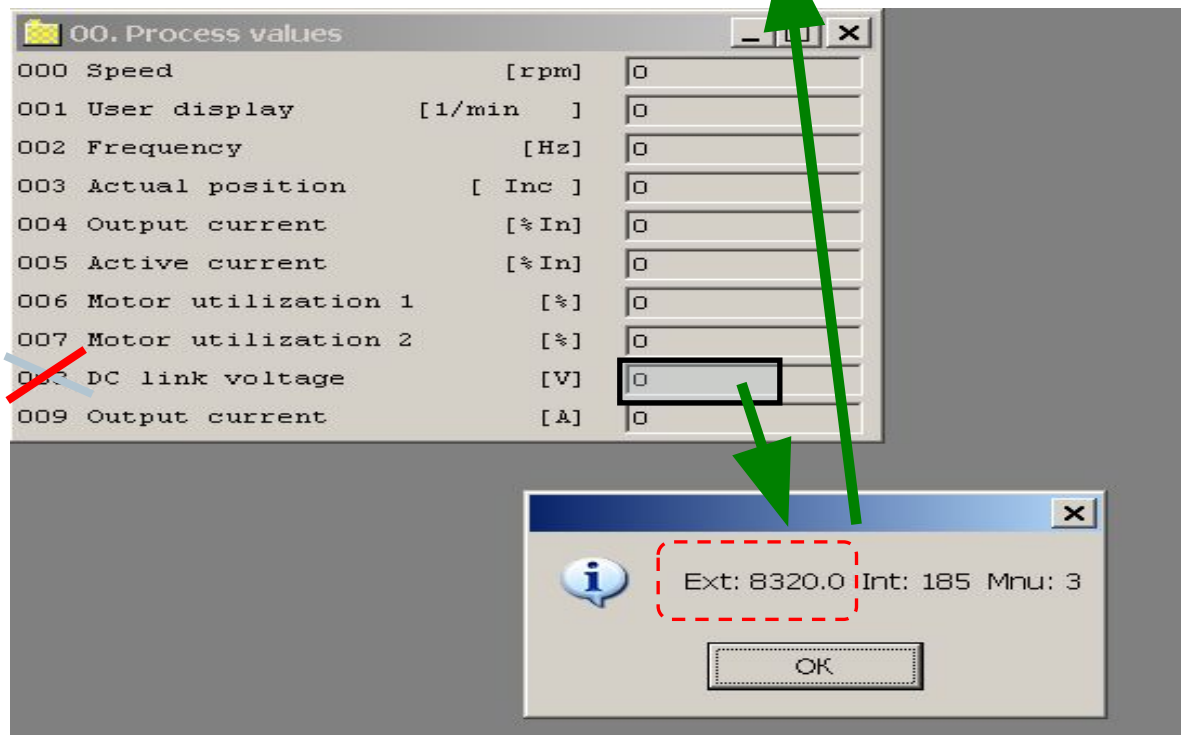 00. Process values
000 Speed [rpm] 0
001 User display [1/min ] 0
002 Frequency [Hz] 0
003 Actual position [ Inc ] 0
004 Output current [%In] 0
005 Active current [%In] 0
006 Motor utilization 1 [%] 0
007 Motor utilization 2 [%] 0
DC link voltage [V] 0
009 Output current [A] 0
Ext: 8320.0 Int: 185 Mnu: 3
OK